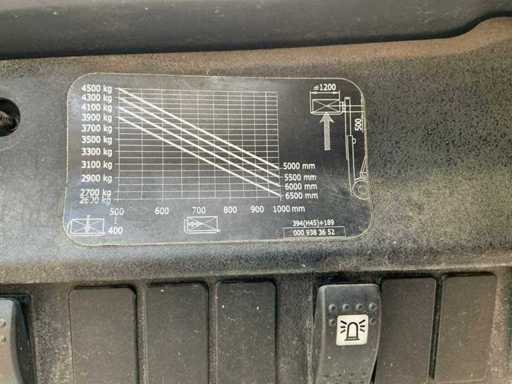 4500 kg
4300 kg
4100 kg
3900 kg
3700 kg
3500 kg
3300 kg
3100 kg
2900 kg
2700 kg
5000 mm
5500 mm
6000 mm
6500 mm
500 600 700 800 900 1000 mm
400
≅1200
500
394(H45)+189
000 938 36 52